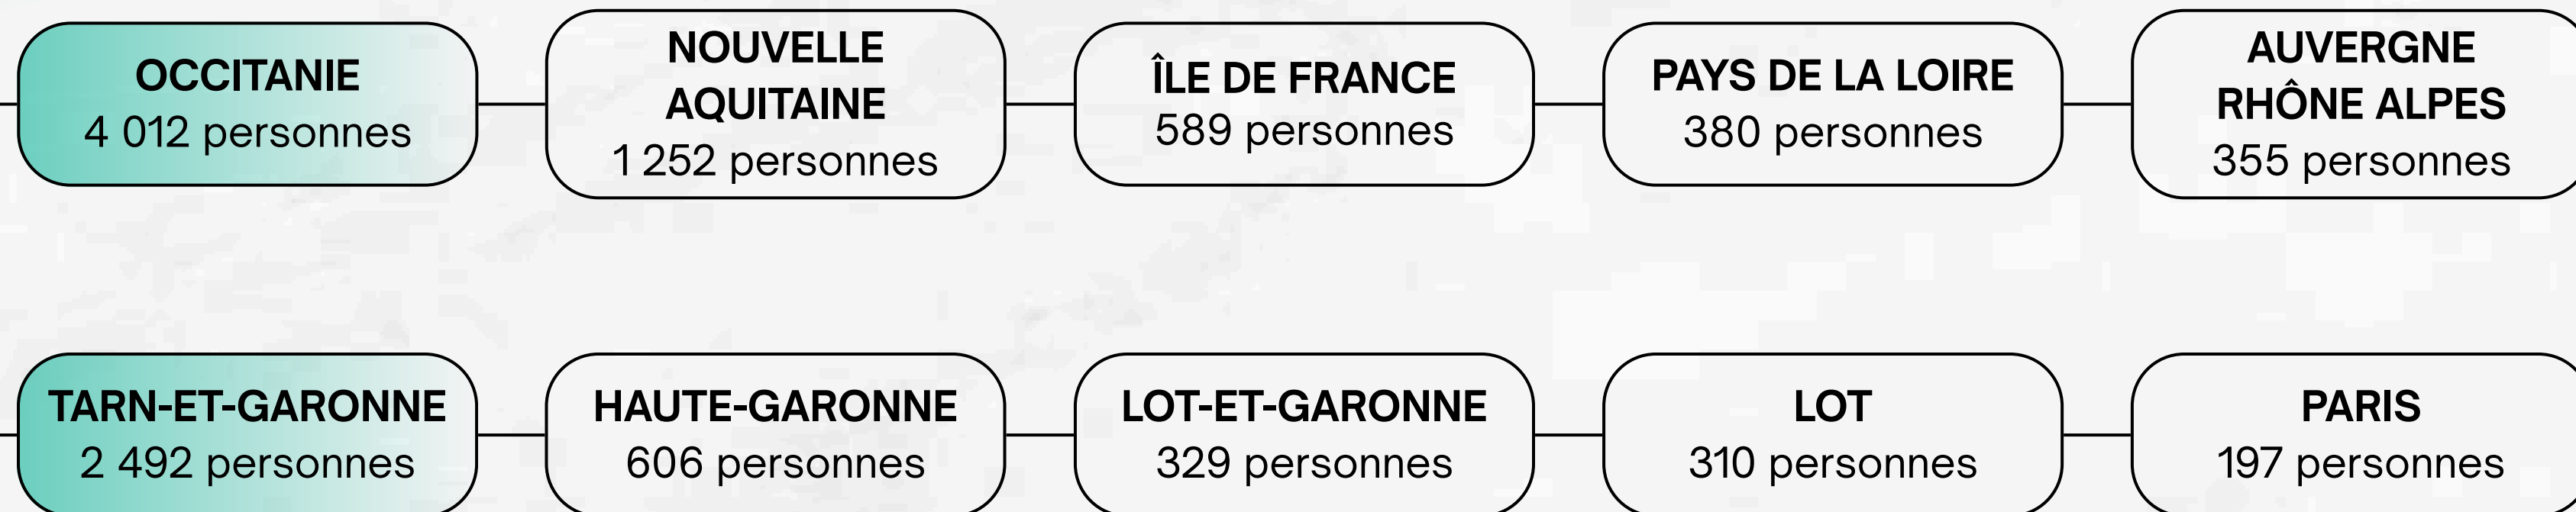 OCCITANIE
4 012 personnes
NOUVELLE
AQUITAINE
1 252 personnes
ÎLE DE FRANCE
589 personnes
PAYS DE LA LOIRE
380 personnes
AUVERGNE
RHÔNE ALPES
355 personnes
TARN-ET-GARONNE
2 492 personnes
HAUTE-GARONNE
606 personnes
LOT-ET-GARONNE
329 personnes
LOT
310 personnes
PARIS
197 personnes